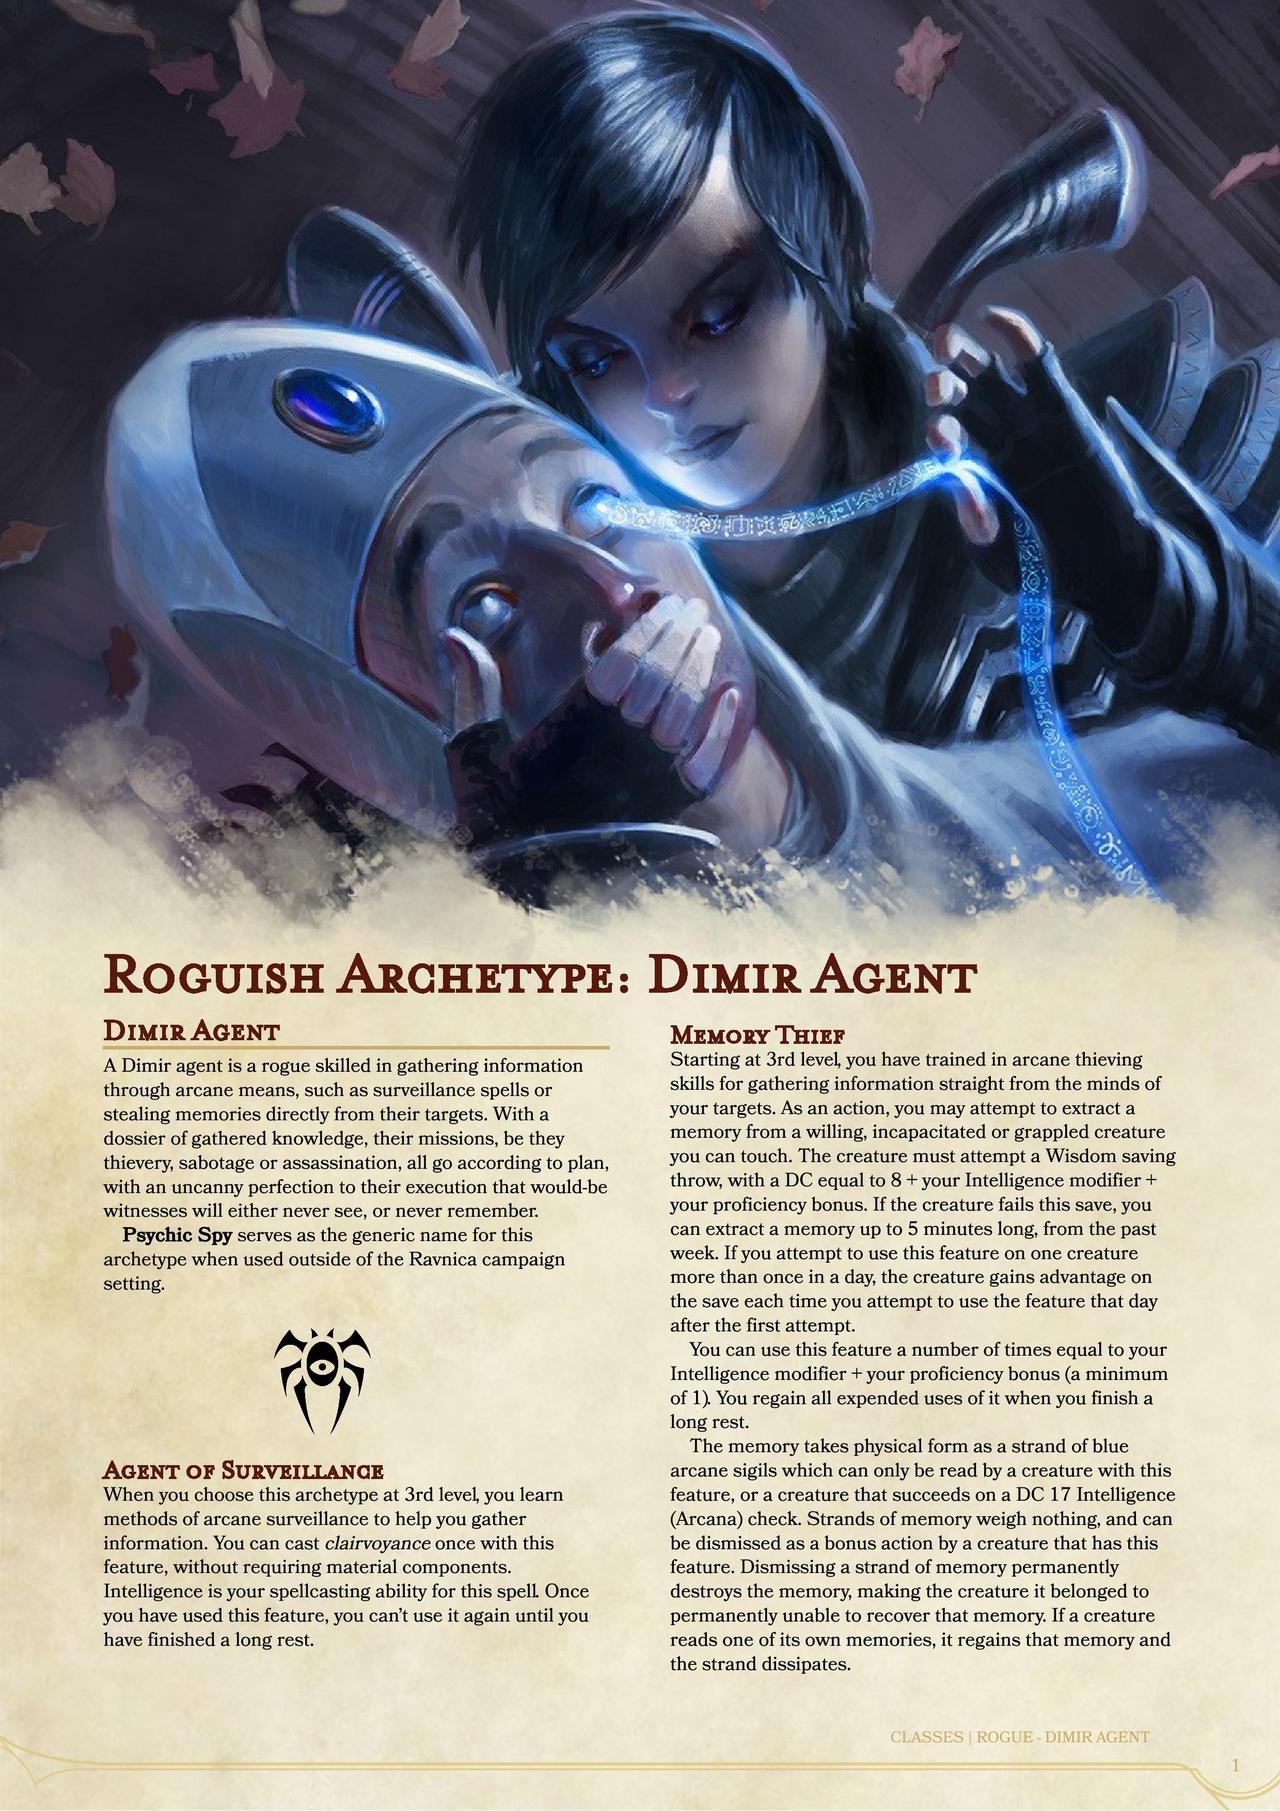 Roguish Archetype: Dimir Agent
Dimir Agent
A Dimir agent is a rogue skilled in gathering information
through arcane means, such as surveillance spells or
stealing memories directly from their targets. With a
dossier of gathered knowledge, their missions, be they
thievery, sabotage or assassination, all go according to plan,
with an uncanny perfection to their execution that would-be
witnesses will either never see, or never remember.
Psychic Spy serves as the generic name for this
archetype when used outside of the Ravnica campaign
setting.
Agent of Surveillance
When you choose this archetype at 3rd level, you learn
methods of arcane surveillance to help you gather
information. You can cast clairvoyance once with this
feature, without requiring material components.
Intelligence is your spellcasting ability for this spell. Once
you have used this feature, you can't use it again until you
have finished a long rest.
Memory Thief
Starting at 3rd level, you have trained in arcane thieving
skills for gathering information straight from the minds of
your targets. As an action, you may attempt to extract a
memory from a willing, incapacitated or grappled creature
you can touch. The creature must attempt a Wisdom saving
throw, with a DC equal to 8 + your Intelligence modifier +
your proficiency bonus. If the creature fails this save, you
can extract a memory up to 5 minutes long, from the past
week. If you attempt to use this feature on one creature
more than once in a day, the creature gains advantage on
the save each time you attempt to use the feature that day
after the first attempt.
You can use this feature a number of times equal to your
Intelligence modifier + your proficiency bonus (a minimum
of 1). You regain all expended uses of it when you finish a
long rest.
The memory takes physical form as a strand of blue
arcane sigils which can only be read by a creature with this
feature, or a creature that succeeds on a DC 17 Intelligence
(Arcana) check. Strands of memory weigh nothing, and can
be dismissed as a bonus action by a creature that has this
feature. Dismissing a strand of memory permanently
destroys the memory, making the creature it belonged to
permanently unable to recover that memory. If a creature
reads one of its own memories, it regains that memory and
the strand dissipates.
CLASSES | ROGUE - DIMIR AGENT
1